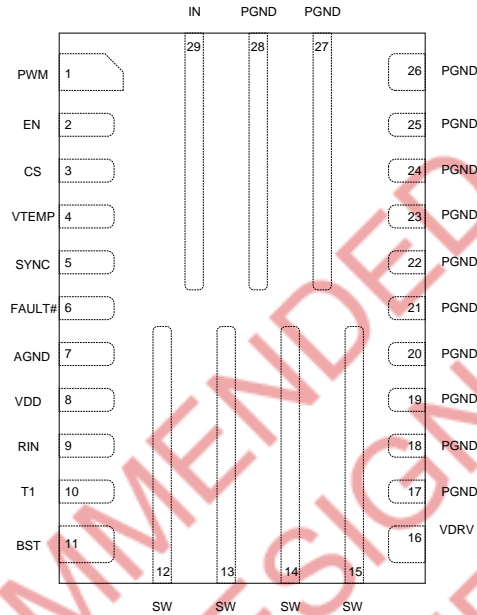 IN PGND PGND
29 28 27
PWM 1 26 PGND
EN 2 25 PGND
CS 3 24 PGND
VTEMP 4 23 PGND
SYNC 5 22 PGND
FAULT# 6 21 PGND
AGND 7 20 PGND
VDD 8 19 PGND
RIN 9 18 PGND
T1 10 17 PGND
BST 11 16 VDRV
12 13 14 15
SW SW SW SW